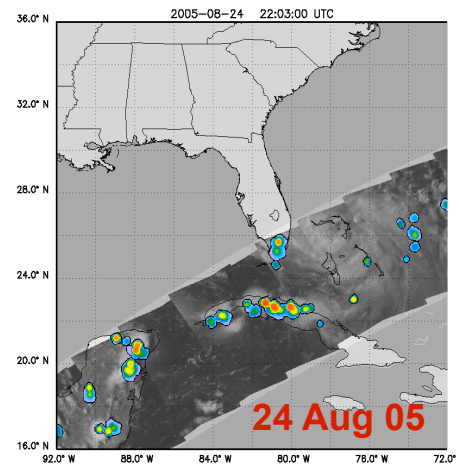 2005-08-24 22:03:00 UTC
36.0° N
32.0° N
28.0° N
24.0° N
20.0° N
16.0° N
24 Aug 05
92.0° W 88.0° W 84.0° W 80.0° W 76.0° W 72.0° W